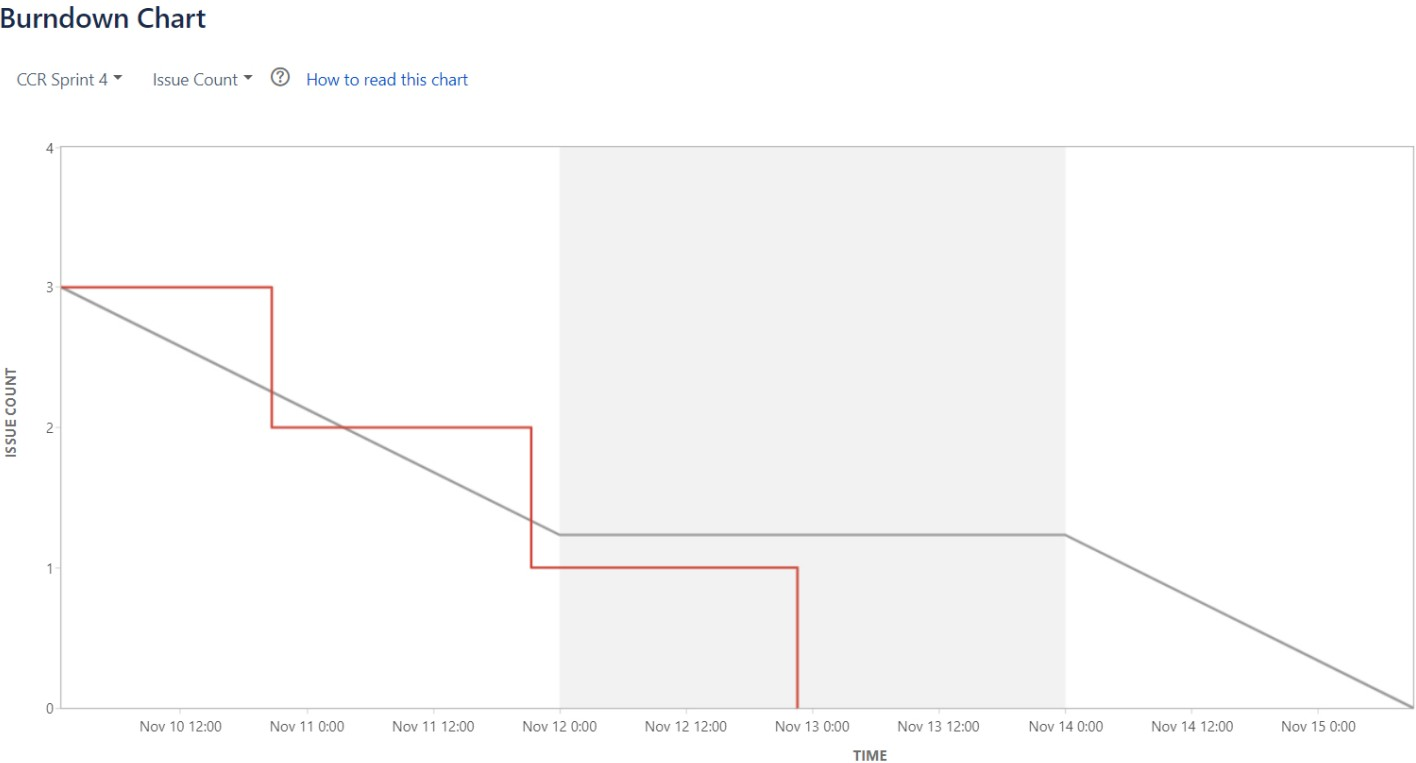 Burndown Chart
CCR Sprint 4 Issue Count ? How to read this chart
4
3
2
1
0
ISSUE COUNT
Nov 10 12:00 Nov 11 0:00 Nov 11 12:00 Nov 12 0:00 Nov 12 12:00 Nov 13 0:00 Nov 13 12:00 Nov 14 0:00 Nov 14 12:00 Nov 15 0:00
TIME